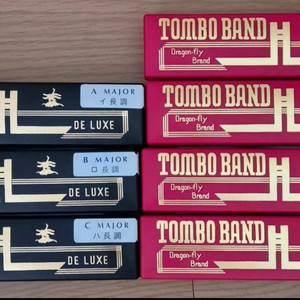 TOMBO BAND
Dragon-fly
Brand
A MAJOR
イ長調
DE LUXE
TOMBO BAND
Dragon-fly
Brand
B MAJOR
ロ長調
DE LUXE
TOMBO BAND
Dragon-fly
Brand
C MAJOR
ハ長調
DE LUXE
TOMBO BAND
Dragon-fly
Brand